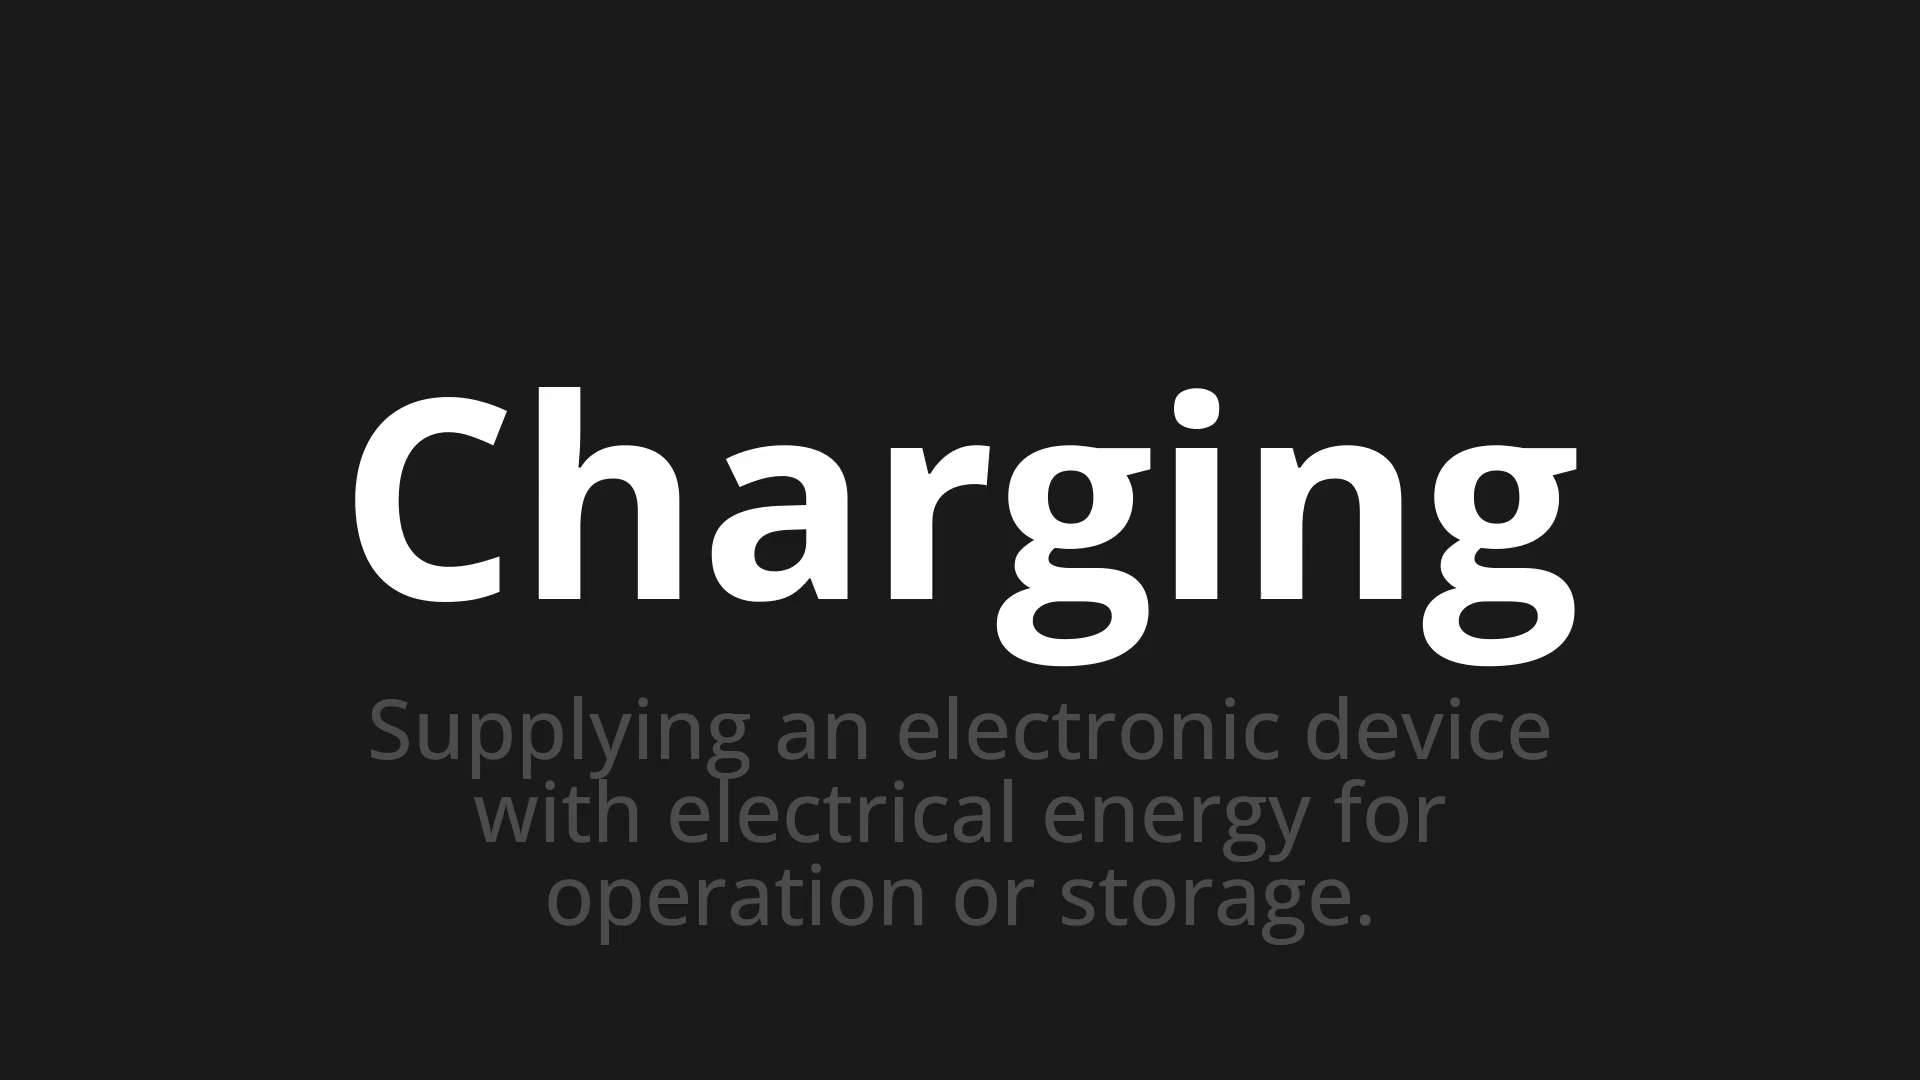 Charging
Supplying an electronic device
with electrical energy for
operation or storage.